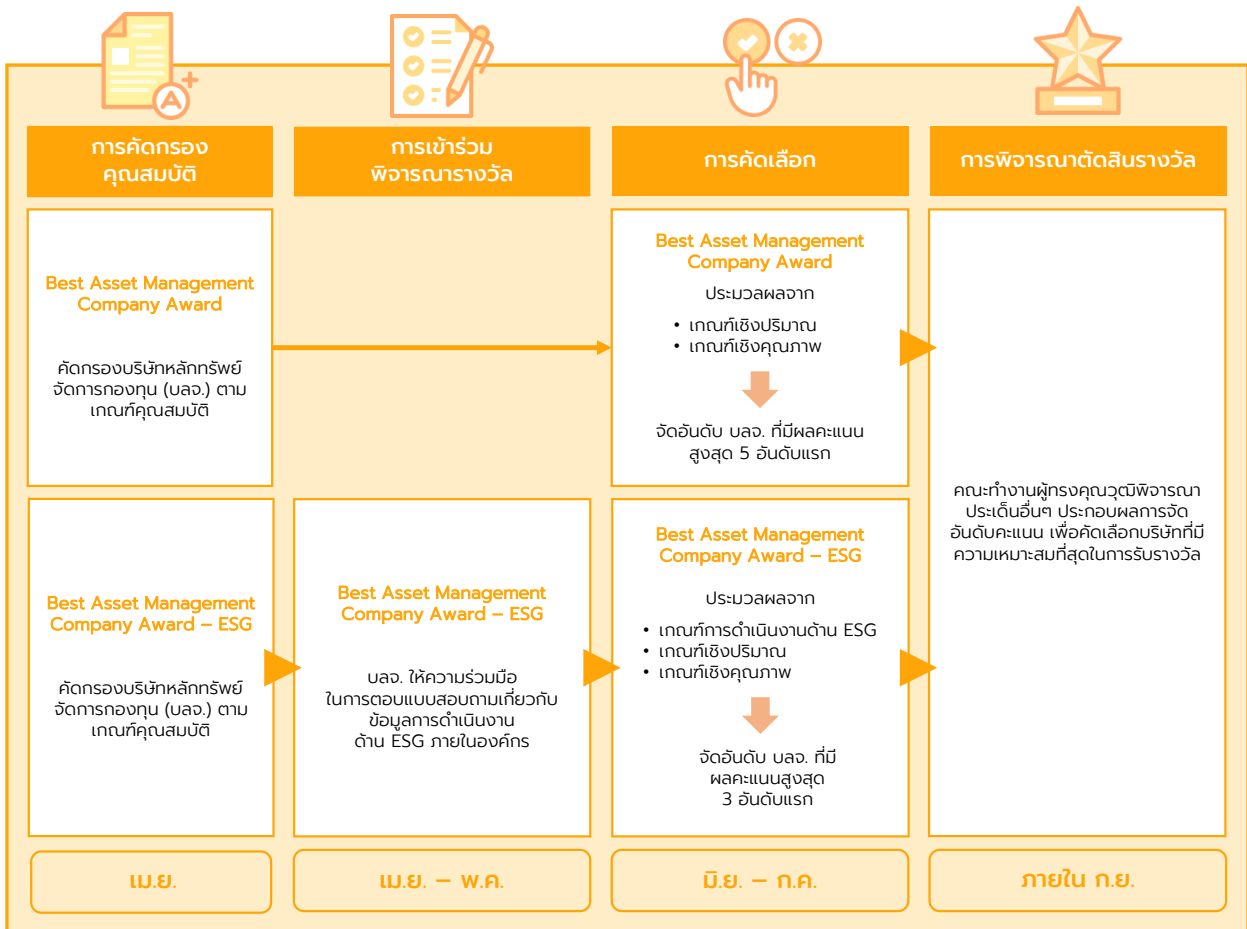 A+
การคัดกรอง
คุณสมบัติ
การเข้าร่วม
พิจารณารางวัล
การคัดเลือก
การพิจารณาตัดสินรางวัล
Best Asset Management
Company Award
คัดกรองบริษัทหลักทรัพย์
จัดการกองทุน (บลจ.) ตาม
เกณฑ์คุณสมบัติ
Best Asset Management
Company Award
ประมวลผลจาก
• เกณฑ์เชิงปริมาณ
• เกณฑ์เชิงคุณภาพ
จัดอันดับ บลจ. ที่มีผลคะแนน
สูงสุด 5 อันดับแรก
Best Asset Management
Company Award – ESG
คัดกรองบริษัทหลักทรัพย์
จัดการกองทุน (บลจ.) ตาม
เกณฑ์คุณสมบัติ
Best Asset Management
Company Award – ESG
บลจ. ให้ความร่วมมือ
ในการตอบแบบสอบถามเกี่ยวกับ
ข้อมูลการดำเนินงาน
ด้าน ESG ภายในองค์กร
Best Asset Management
Company Award – ESG
ประมวลผลจาก
• เกณฑ์การดำเนินงานด้าน ESG
• เกณฑ์เชิงปริมาณ
• เกณฑ์เชิงคุณภาพ
จัดอันดับ บลจ. ที่มี
ผลคะแนนสูงสุด
3 อันดับแรก
คณะทำงานผู้ทรงคุณวุฒิพิจารณา
ประเด็นอื่นๆ ประกอบผลการจัด
อันดับคะแนน เพื่อคัดเลือกบริษัทที่มี
ความเหมาะสมที่สุดในการรับรางวัล
เม.ย.
เม.ย. – พ.ค.
มิ.ย. – ก.ค.
ภายใน ก.ย.